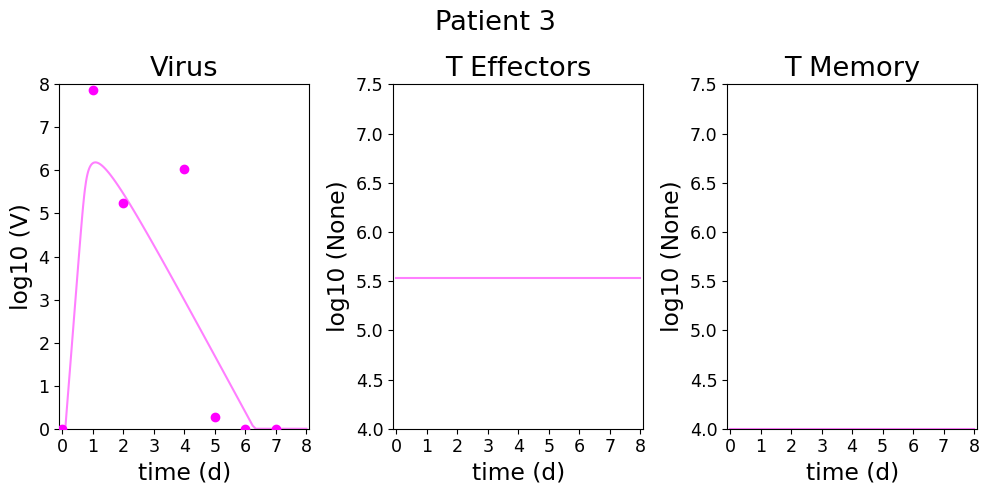 Patient 3
Virus
T Effectors
T Memory
log10 (V)
8
7
6
5
4
3
2
1
0
0 1 2 3 4 5 6 7 8
time (d)
log10 (None)
7.5
7.0
6.5
6.0
5.5
5.0
4.5
4.0
0 1 2 3 4 5 6 7 8
time (d)
log10 (None)
7.5
7.0
6.5
6.0
5.5
5.0
4.5
4.0
0 1 2 3 4 5 6 7 8
time (d)